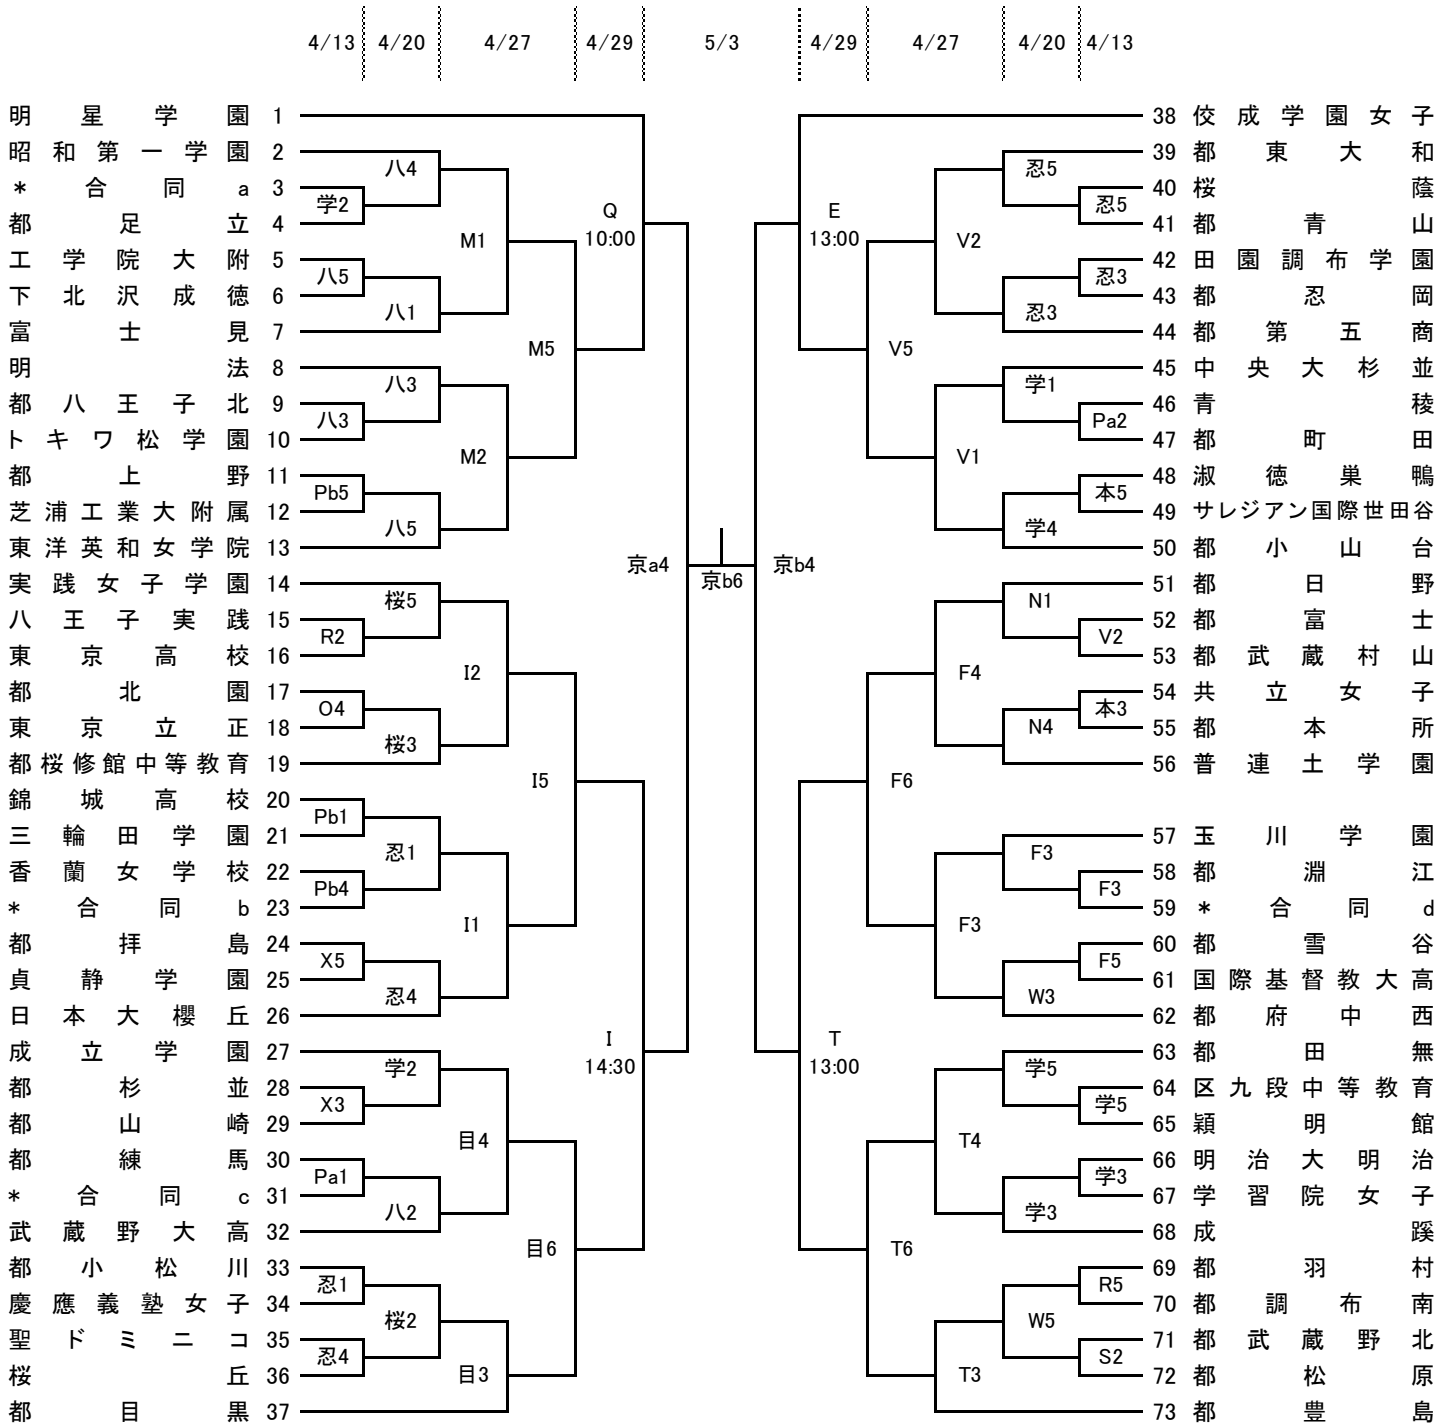 4/13 4/20 4/27 4/29 5/3 4/29 4/27 4/20 4/13
明星学園 1
昭和第一学園 2
* 合同 a 3
都足立 4
工学院大附 5
下北沢成徳 6
富士見 7
明法 8
都八王子北 9
トキワ松学園 10
都上野 11
芝浦工業大附属 12
東洋英和女学院 13
実践女子学園 14
八王子実践 15
東京高校 16
都北園 17
東京立正 18
都桜修館中等教育 19
錦城高校 20
三輪田学園 21
香蘭女学校 22
* 合同 b 23
都拝島 24
貞静学園 25
日本大櫻丘 26
成立学園 27
都杉並 28
都山崎 29
都練馬 30
* 合同 c 31
武蔵野大高 32
都小松川 33
慶應義塾女子 34
聖ドミニコ 35
桜丘 36
都目黒 37
学2
八5
八3
Pb5
R2
O4
Pb1
Pb4
X5
X3
Pa1
忍1
忍4
八4
八1
八3
八5
桜5
桜3
忍1
忍4
学2
八2
桜2
M1
M2
I2
I1
目4
目3
M5
I5
目6
Q
10:00
I
14:30
京a4
京b6
京b4
E
13:00
T
13:00
V5
F6
T6
V2
V1
F4
F3
T4
T3
忍5
忍3
学1
学4
N1
N4
F3
W3
学5
学3
W5
忍5
忍3
Pa2
本5
V2
本3
F3
F5
学5
学3
R5
S2
38 佼成学園女子
39 都東大和
40 桜蔭
41 都青山
42 田園調布学園
43 都忍岡
44 都第五商
45 中央大杉並
46 青稜
47 都町田
48 淑徳巣鴨
49 サレジアン国際世田谷
50 都小山台
51 都日野
52 都富士
53 都武蔵村山
54 共立女子
55 都本所
56 普連土学園
57 玉川学園
58 都淵江
59 * 合同 d
60 都雪谷
61 国際基督教大高
62 都府中西
63 都田無
64 区九段中等教育
65 穎明館
66 明治大明治
67 学習院女子
68 成蹊
69 都羽村
70 都調布南
71 都武蔵野北
72 都松原
73 都豊島